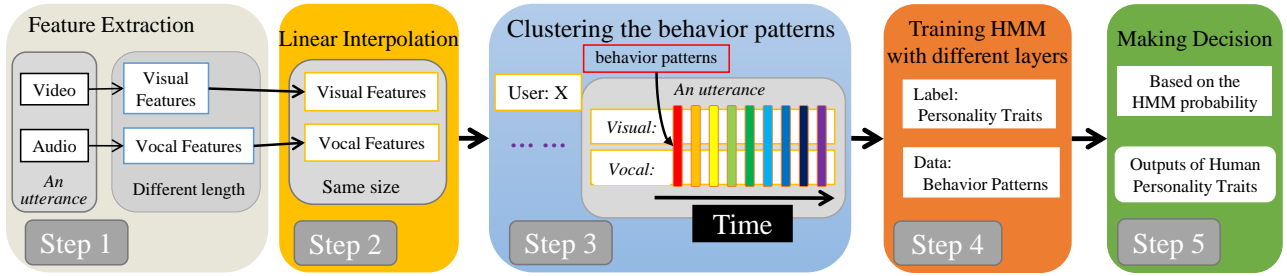 Feature Extraction
Video
Visual
Features
Audio
Vocal Features
An
utterance
Different length
Step 1
Linear Interpolation
Visual Features
Vocal Features
Same size
Step 2
Clustering the behavior patterns
behavior patterns
User: X
An utterance
Visual:
... ...
Vocal:
Time
Step 3
Training HMM
with different layers
Label:
Personality Traits
Data:
Behavior Patterns
Step 4
Making Decision
Based on the
HMM probability
Outputs of Human
Personality Traits
Step 5